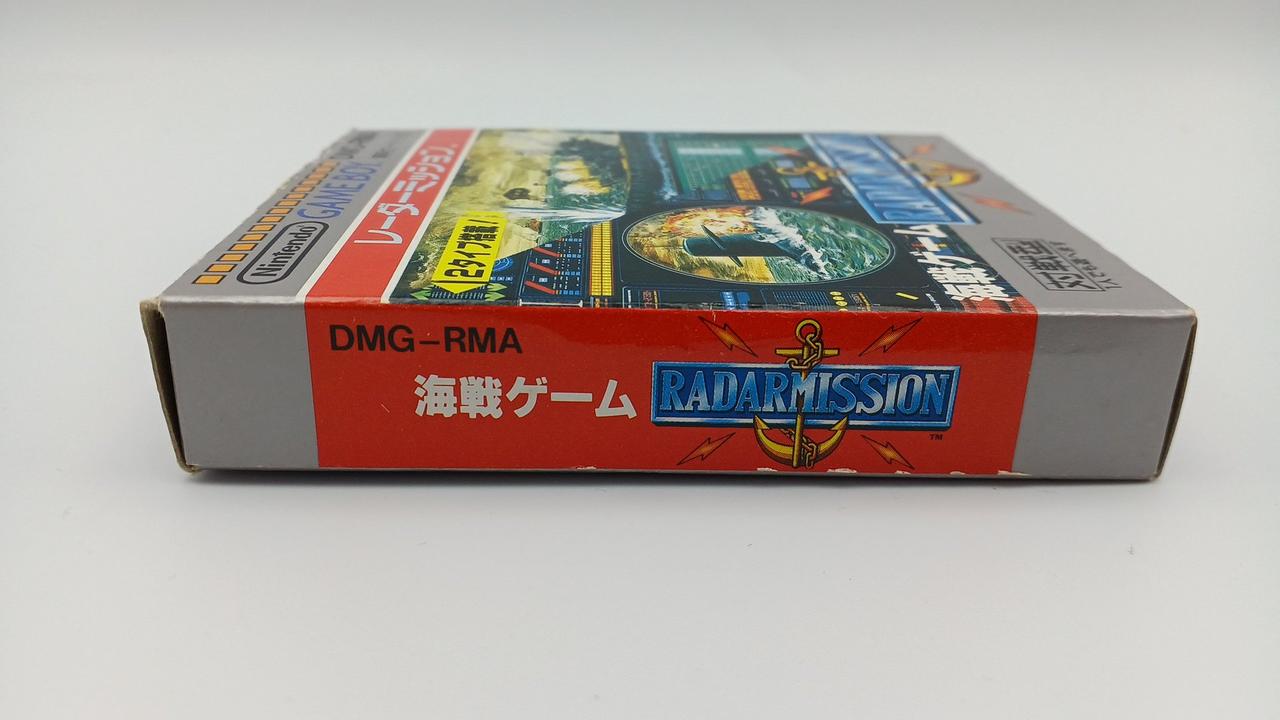 Nintendo GAME BOY
レーダーミッション
2タイプ搭載!
海戦ゲーム
DMG-RMA
海戦ゲーム
RADARMISSION
TM